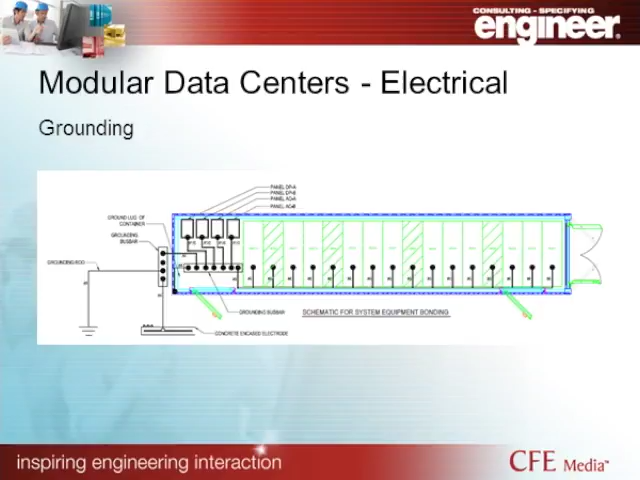 CONSULTING - SPECIFYING
engineer.
Modular Data Centers - Electrical
Grounding
PANEL DP-A
PANEL DP-B
PANEL AC-A
PANEL AC-B
GROUND LUG OF
CONTAINER
GROUNDING
BUSBAR
GROUNDING ROD
GROUNDING BUSBAR
SCHEMATIC FOR SYSTEM EQUIPMENT BONDING
CONCRETE ENCASED ELECTRODE
inspiring engineering interaction
CFE Media™